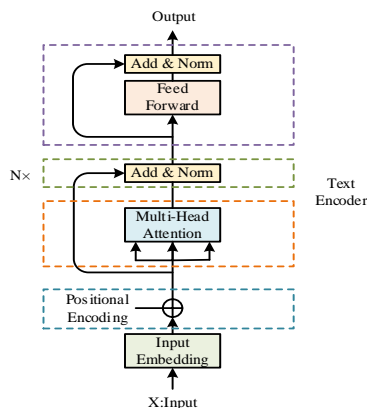 Output
Add & Norm
Feed
Forward
Add & Norm
N×
Text
Encoder
Multi-Head
Attention
Positional
Encoding
Input
Embedding
X:Input